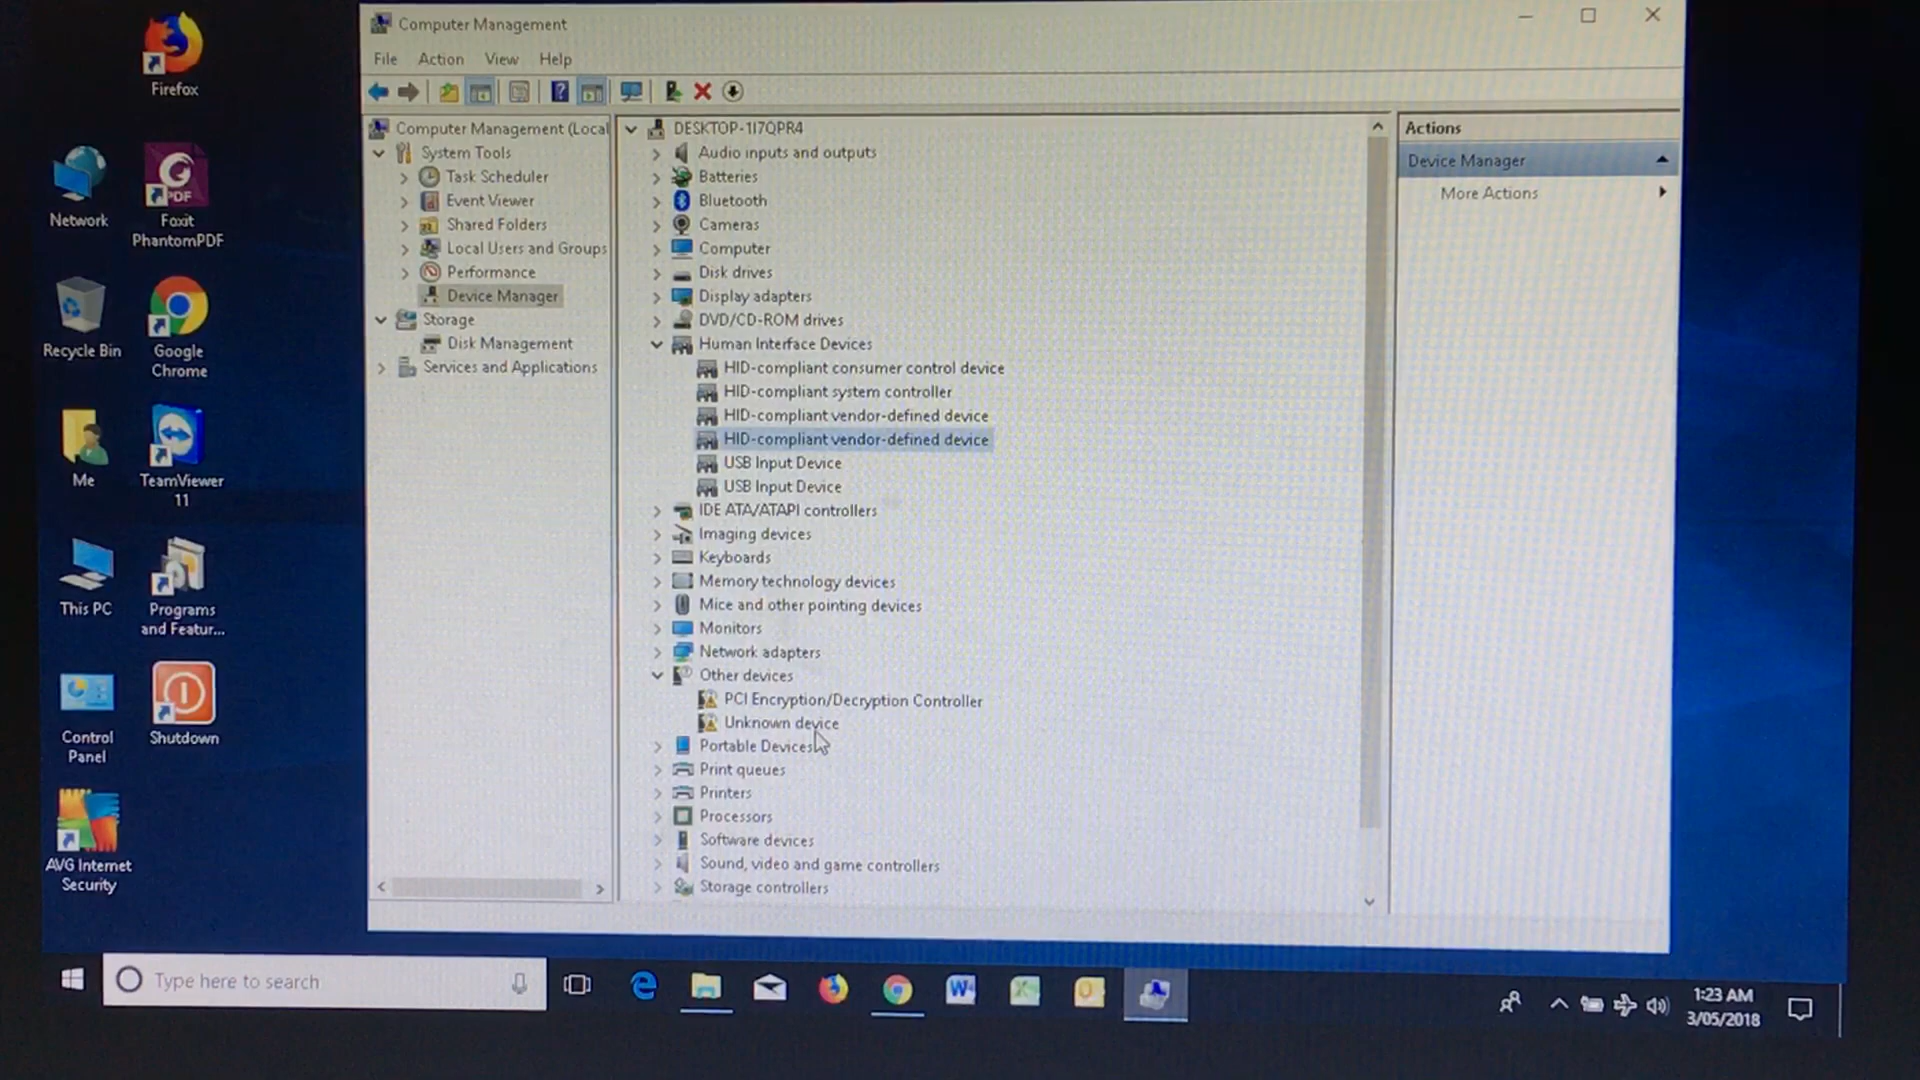 Firefox
Network
Foxit
PhantomPDF
Recycle Bin
Google
Chrome
Me
TeamViewer
11
This PC
Programs
and Featur...
Control
Panel
Shutdown
AVG Internet
Security
Computer Management
File Action View Help
Computer Management (Local
System Tools
Task Scheduler
Event Viewer
Shared Folders
Local Users and Groups
Performance
Device Manager
Storage
Disk Management
Services and Applications
DESKTOP-1I7QPR4
Audio inputs and outputs
Batteries
Bluetooth
Cameras
Computer
Disk drives
Display adapters
DVD/CD-ROM drives
Human Interface Devices
HID-compliant consumer control device
HID-compliant system controller
HID-compliant vendor-defined device
HID-compliant vendor-defined device
USB Input Device
USB Input Device
IDE ATA/ATAPI controllers
Imaging devices
Keyboards
Memory technology devices
Mice and other pointing devices
Monitors
Network adapters
Other devices
PCI Encryption/Decryption Controller
Unknown device
Portable Devices
Print queues
Printers
Processors
Software devices
Sound, video and game controllers
Storage controllers
Actions
Device Manager
More Actions
Type here to search
1:23 AM
3/05/2018